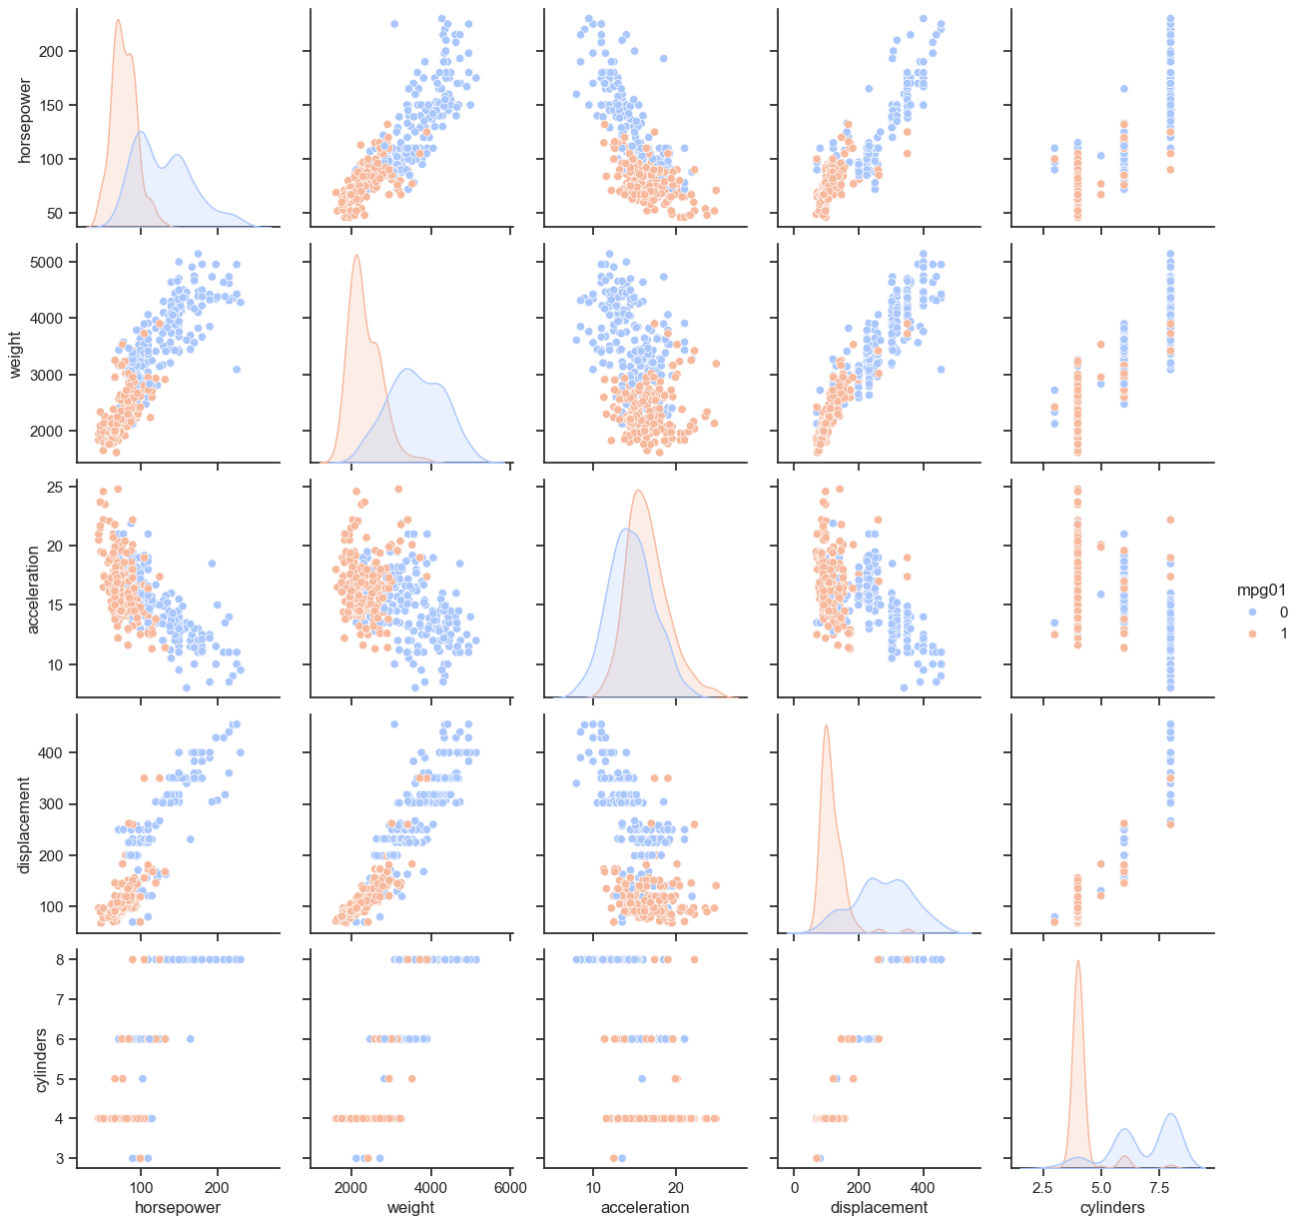 200
150
100
50
horsepower
5000
4000
3000
2000
weight
25
20
15
10
acceleration
mpg01
0
1
400
300
200
100
displacement
8
7
6
5
4
3
cylinders
100 200
2000 4000 6000
10 20
0 200 400
2.5 5.0 7.5
horsepower weight acceleration displacement cylinders